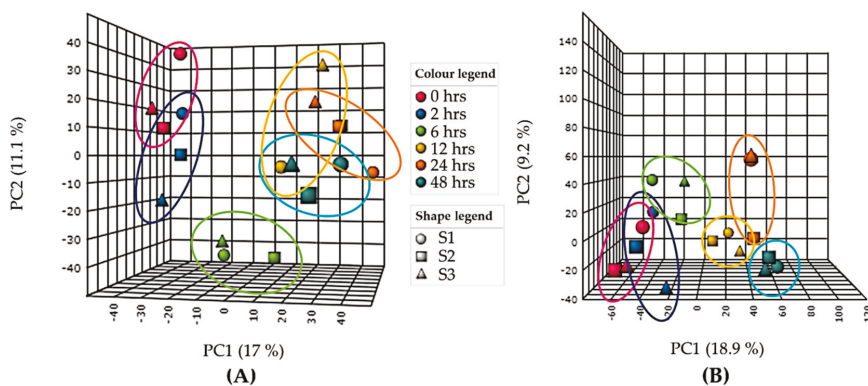 40
30
20
10
0
-10
-20
-30
-40
PC2 (11.1 %)
-40
-30
-20
-10
0
10
20
30
40
PC1 (17 %)
(A)
Colour legend
0 hrs
2 hrs
6 hrs
12 hrs
24 hrs
48 hrs
Shape legend
S1
S2
S3
140
120
100
80
60
40
20
0
-20
-40
PC2 (9.2 %)
-80
-60
-40
-20
0
20
40
60
80
100
120
PC1 (18.9 %)
(B)